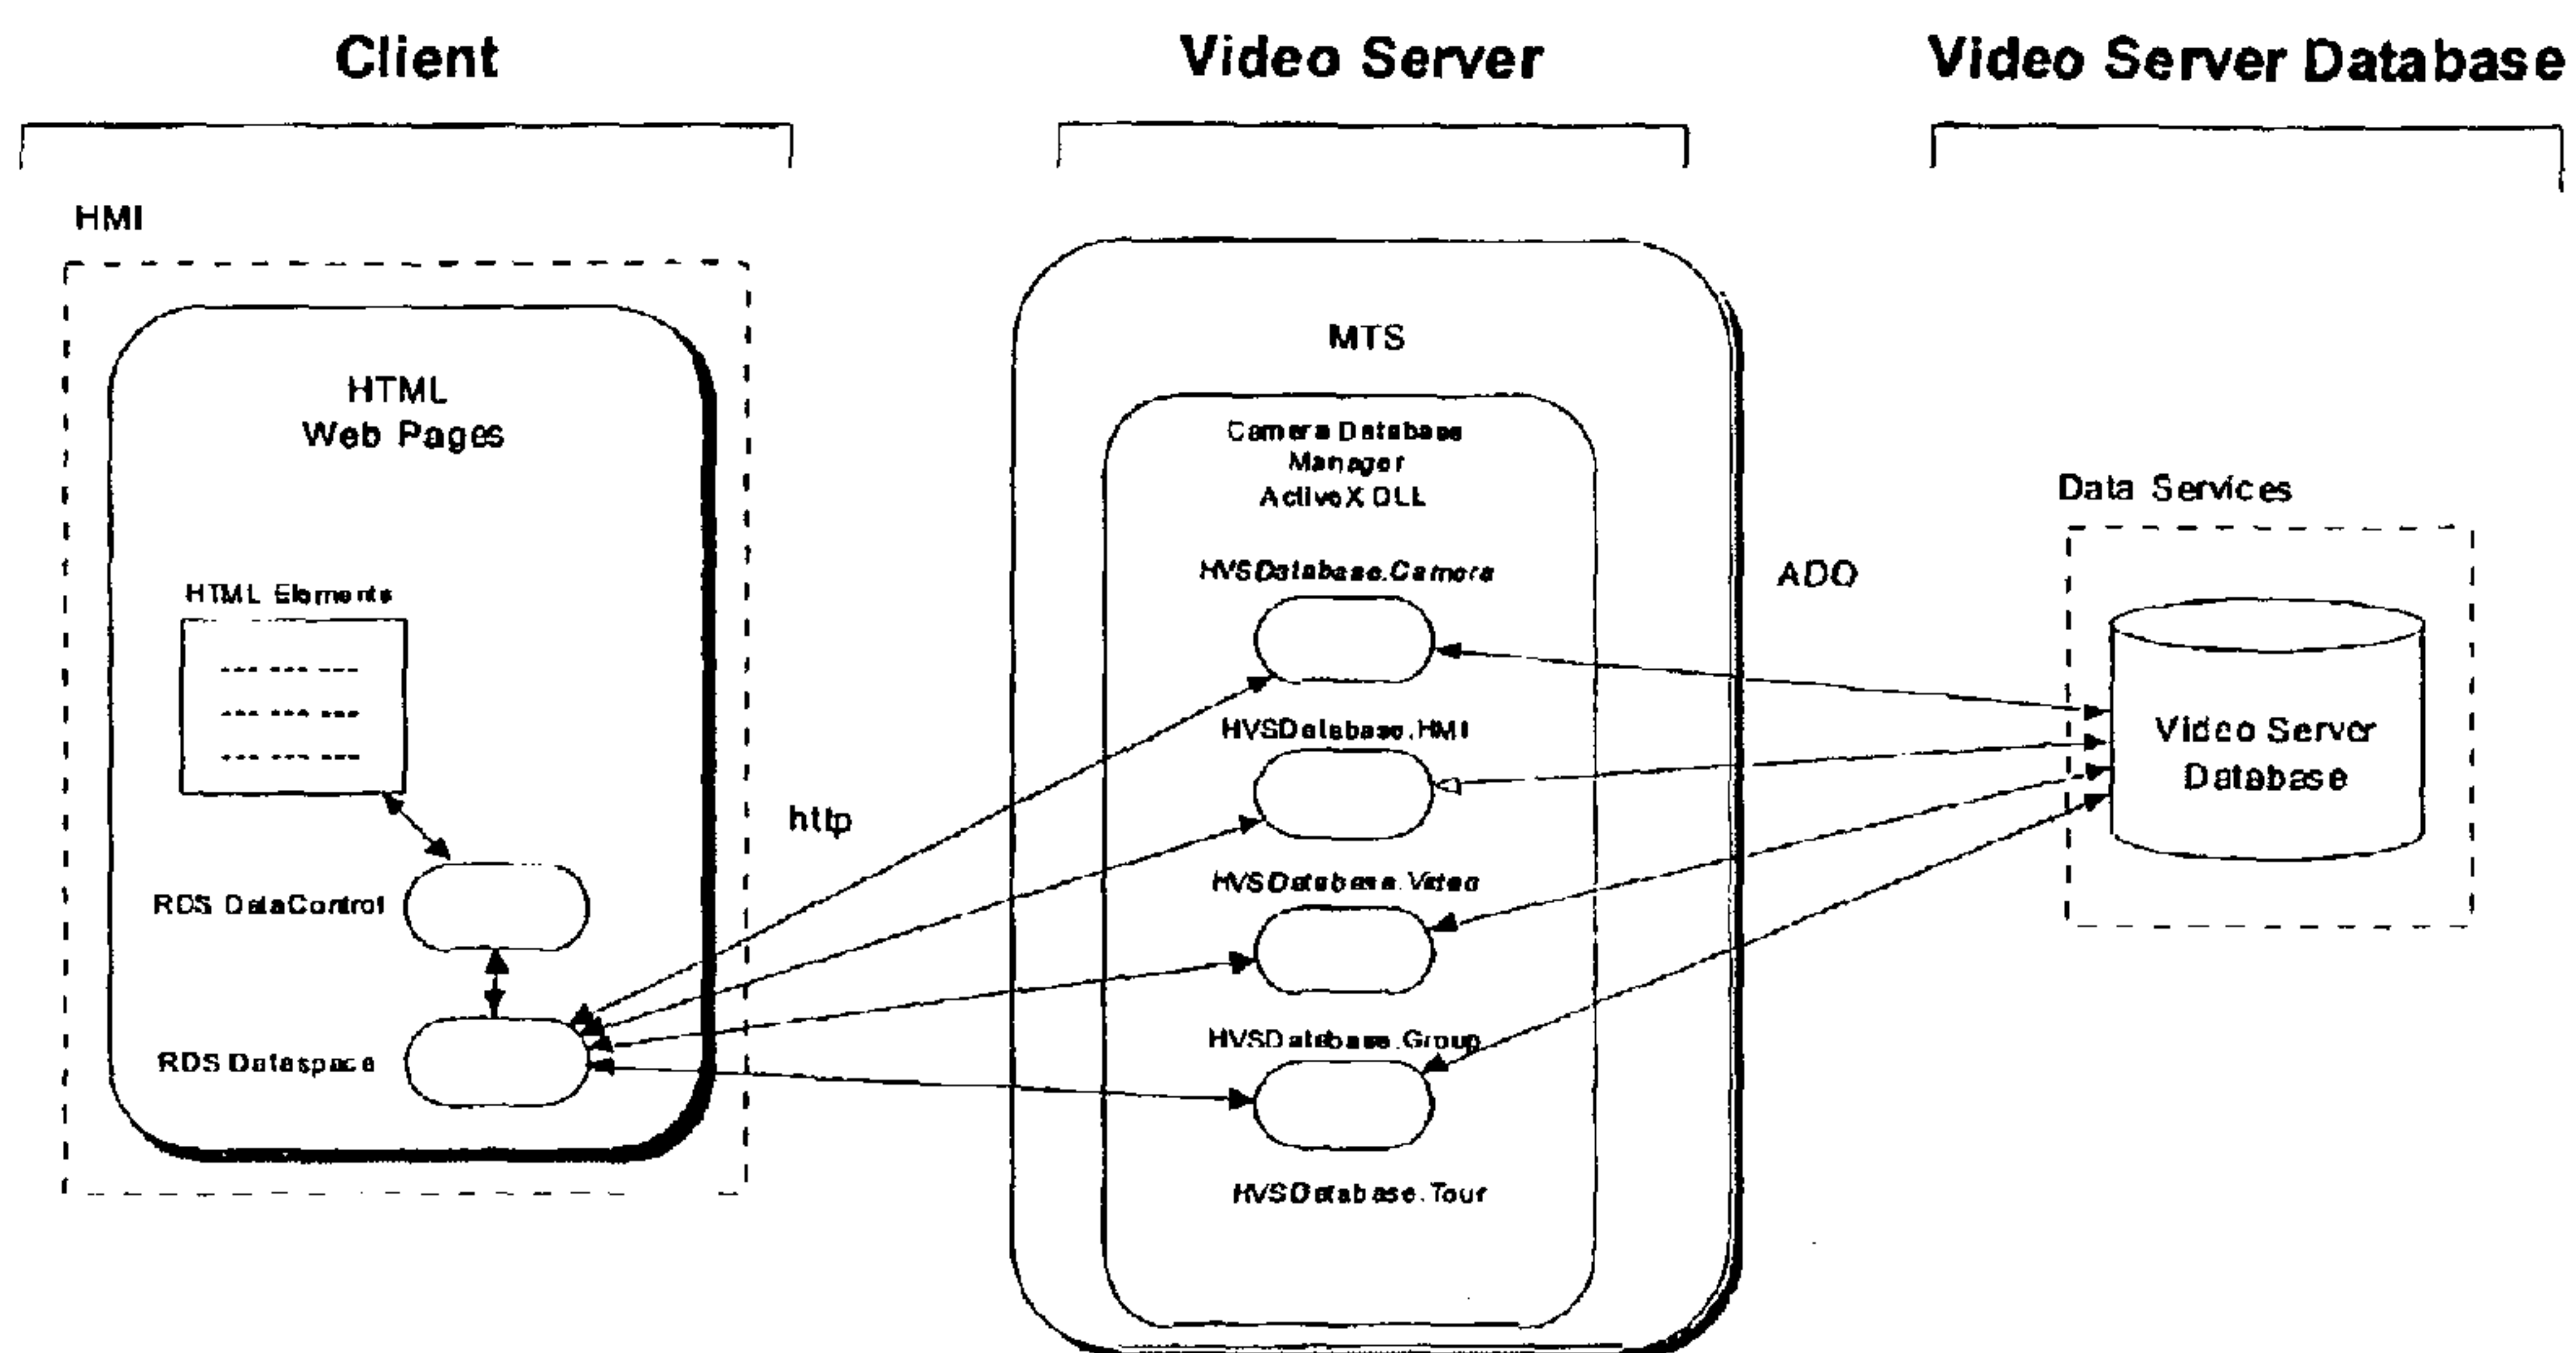 Client
Video Server
Video Server Database
HMI
HTML
Web Pages
HTML Elements
RDS DataControl
RDS Dataspace
http
MTS
Camera Database
Manager
ActiveX DLL
HVSDatabase.Camera
HVSDatabase.HMI
HVSDatabase.Video
HVSDatabase.Group
HVSDatabase.Tour
ADO
Data Services
Video Server
Database